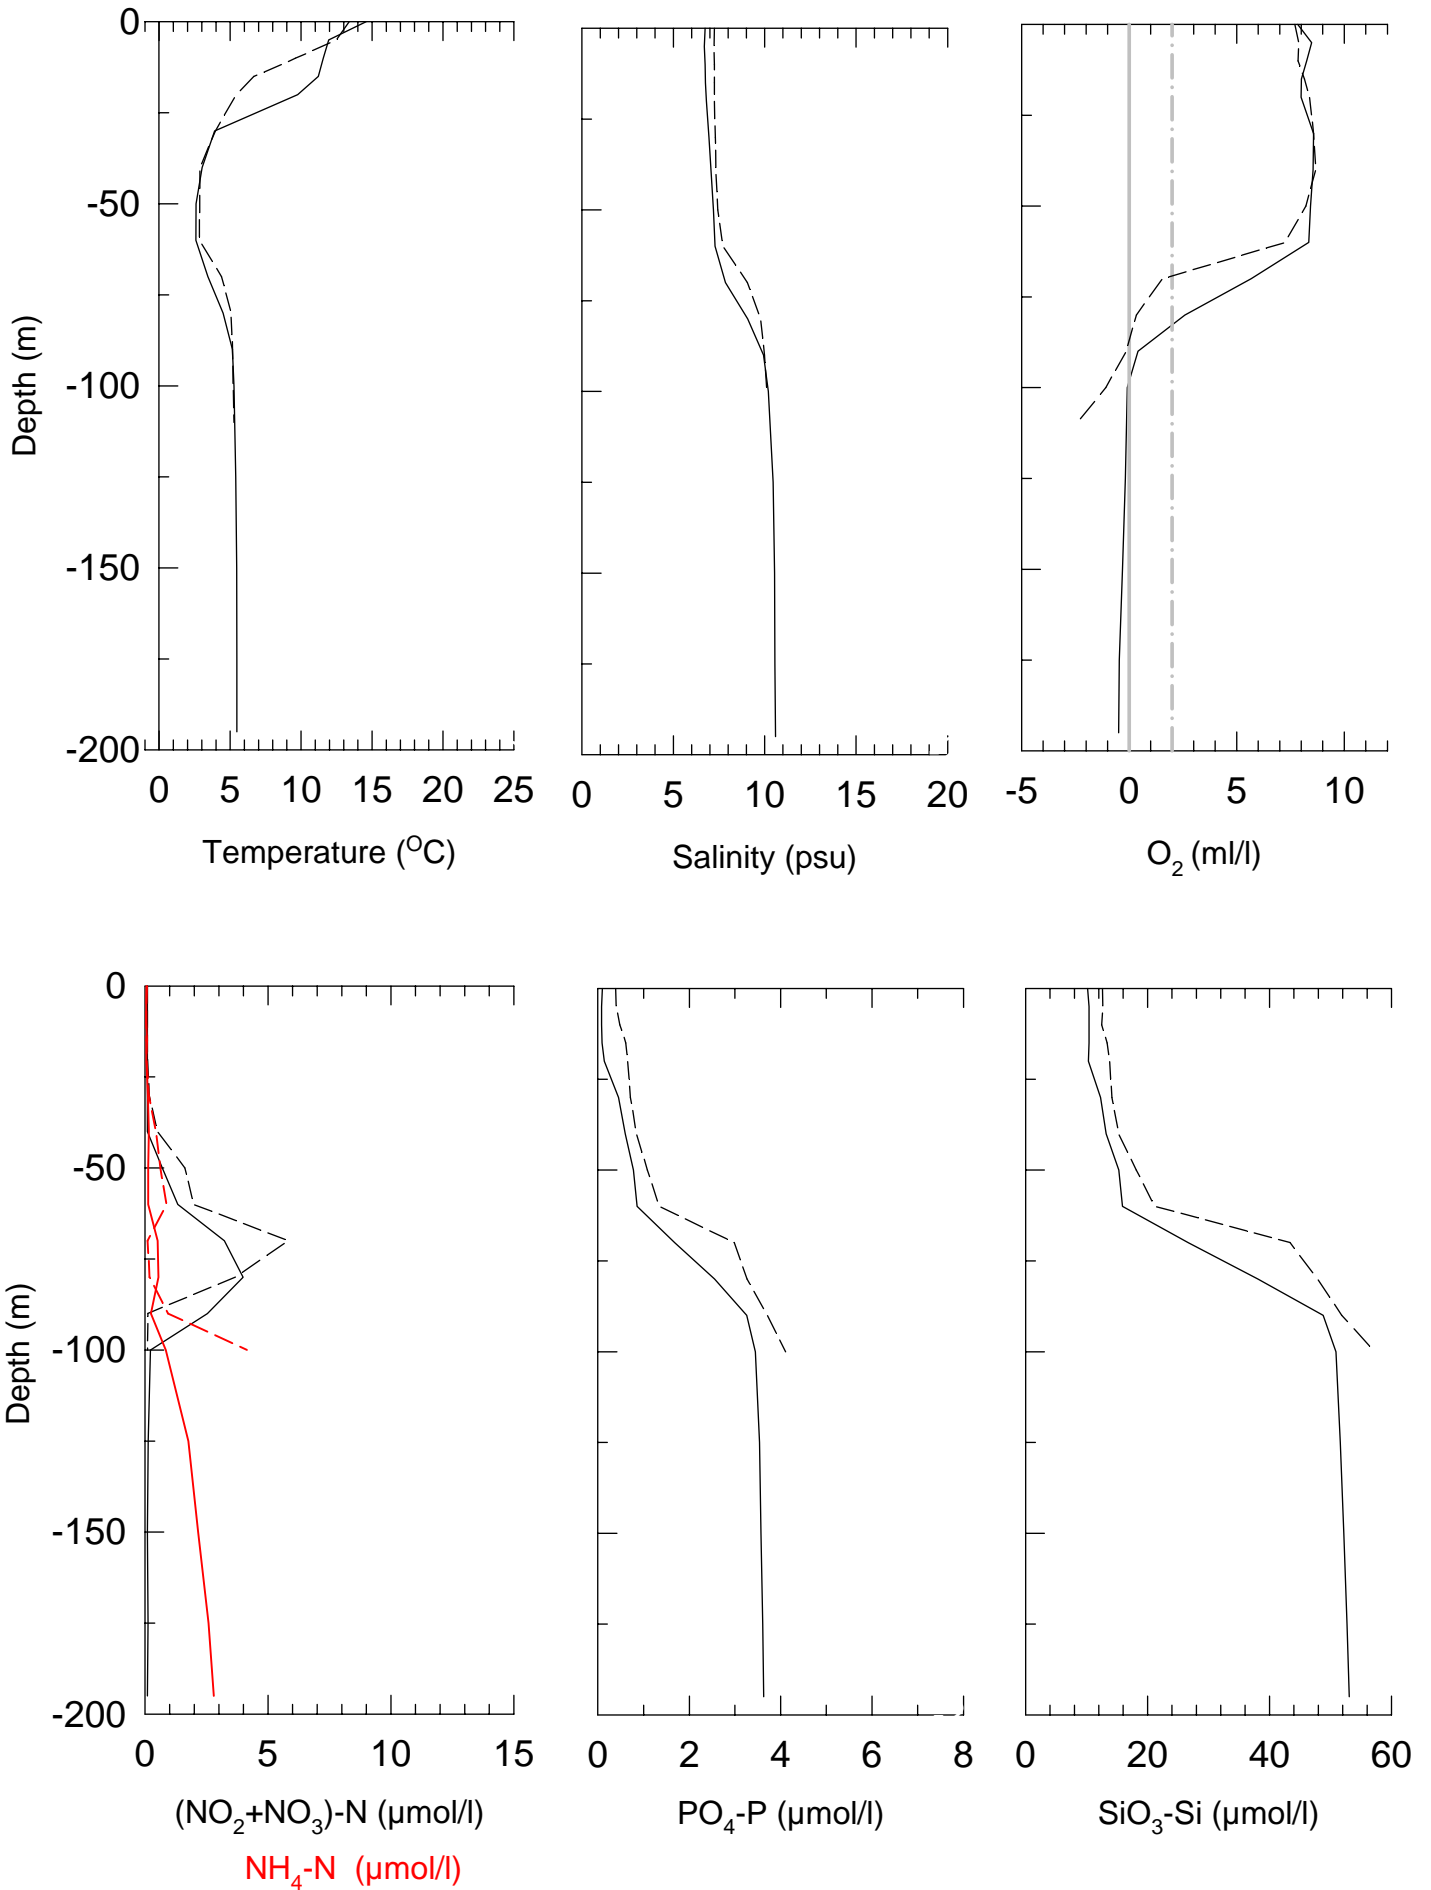 0
-50
-100
-150
-200
Depth (m)
0 5 10 15 20 25
Temperature (ᴼC)
0 5 10 15 20
Salinity (psu)
-5 0 5 10
O₂ (ml/l)
0
-50
-100
-150
-200
Depth (m)
0 5 10 15
(NO₂+NO₃)-N (µmol/l)
NH₄-N (µmol/l)
0 2 4 6 8
PO₄-P (µmol/l)
0 20 40 60
SiO₃-Si (µmol/l)